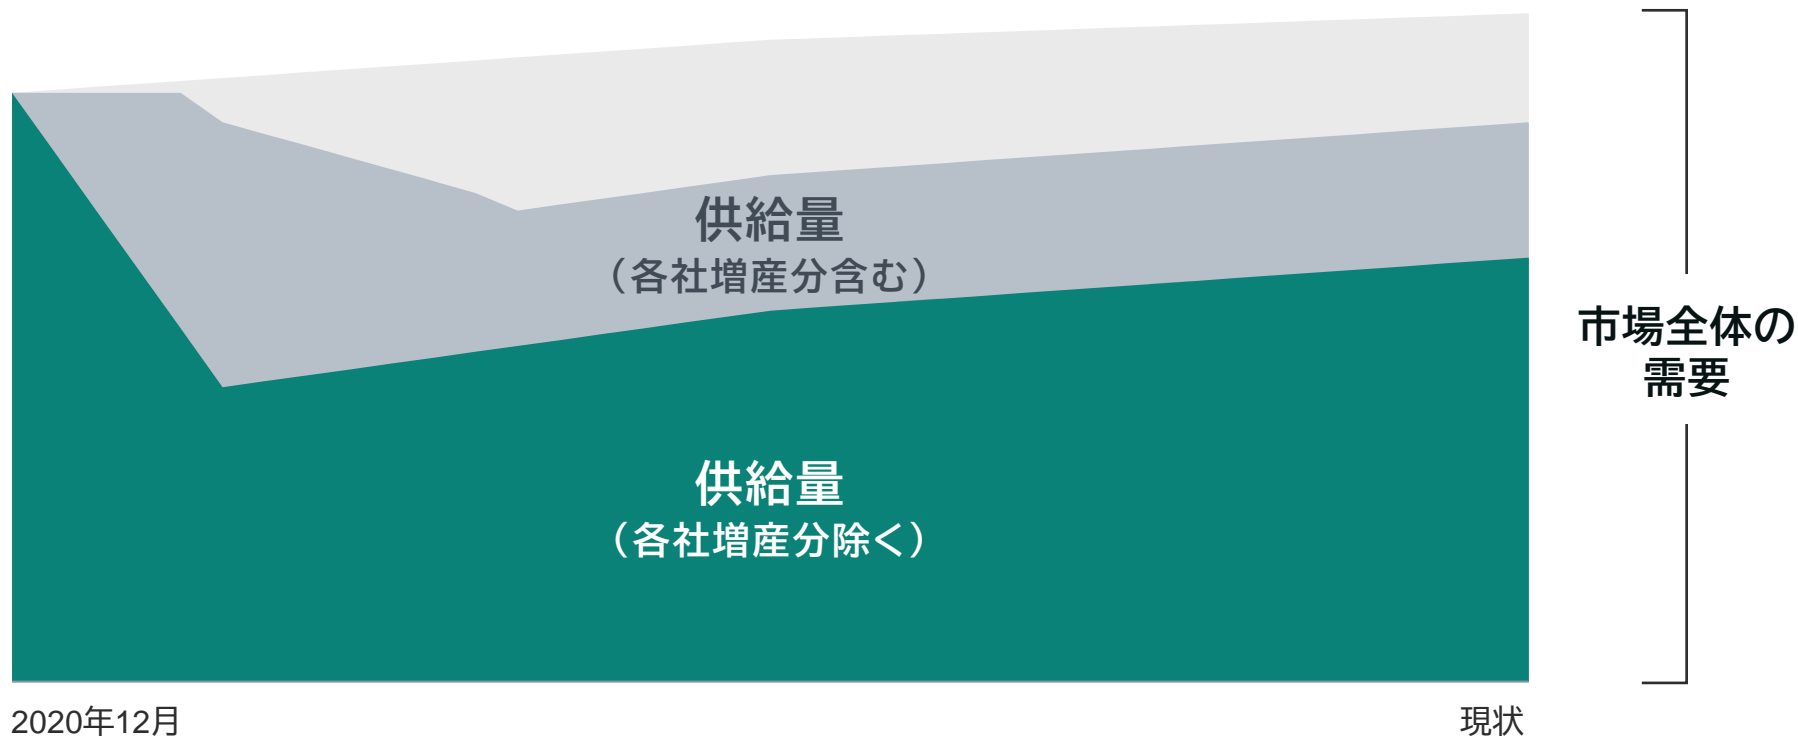 供給量
（各社増産分含む）
市場全体の
需要
供給量
（各社増産分除く）
2020年12月
現状